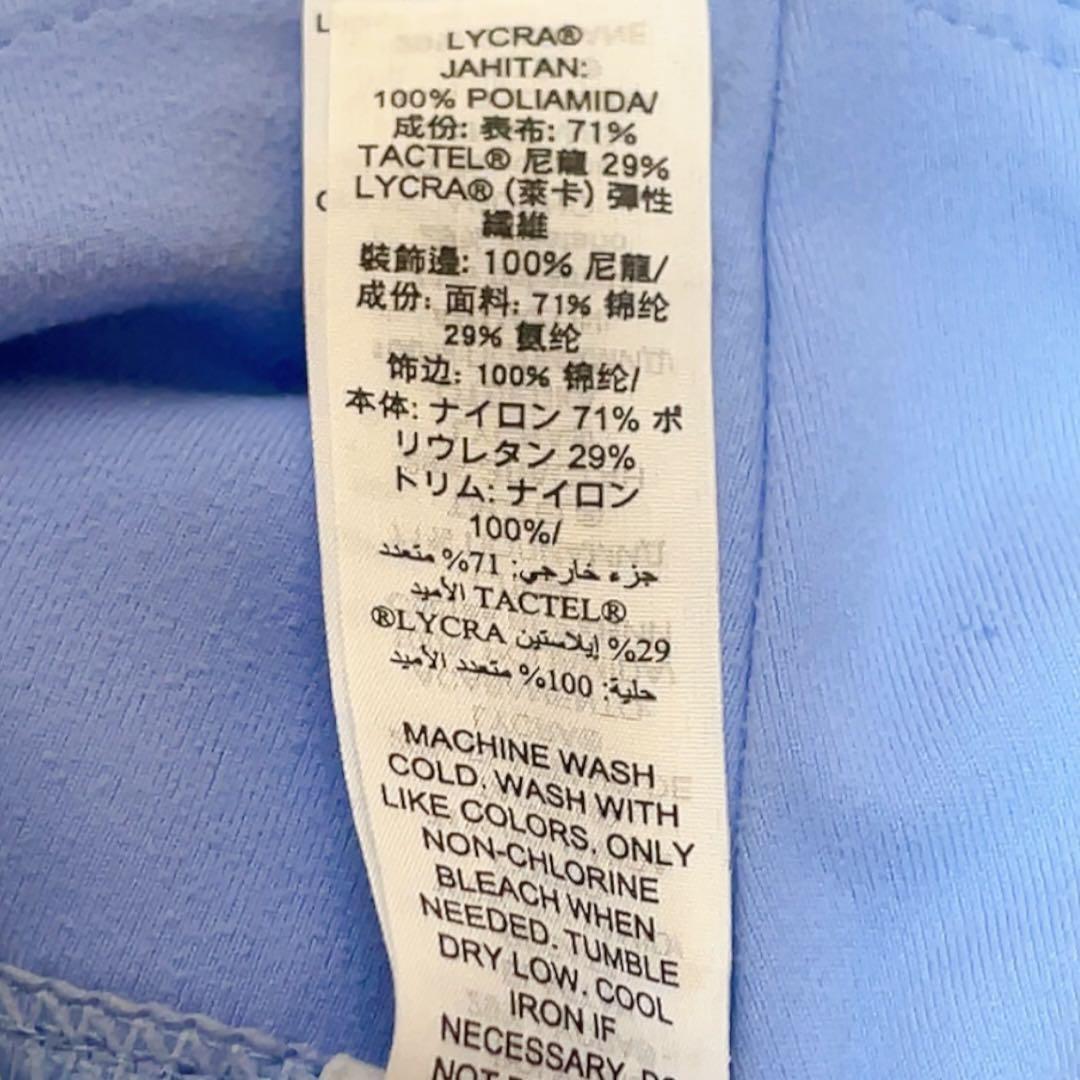 LYCRA®
JAHITAN:
100% POLIAMIDA/
成份: 表布: 71%
TACTEL® 尼龍 29%
LYCRA® (萊卡) 彈性
纖維
裝飾邊: 100% 尼龍/
成份: 面料: 71% 锦纶
29% 氨纶
饰边: 100% 锦纶/
本体: ナイロン 71% ポ
リウレタン 29%
トリム: ナイロン
100%/
جزء خارجي: 71% متعدد
الأميد TACTEL®
29% إيلاستين LYCRA®
حلية: 100% متعدد الأميد
MACHINE WASH
COLD. WASH WITH
LIKE COLORS. ONLY
NON-CHLORINE
BLEACH WHEN
NEEDED. TUMBLE
DRY LOW. COOL
IRON IF
NECESSARY.
NOT